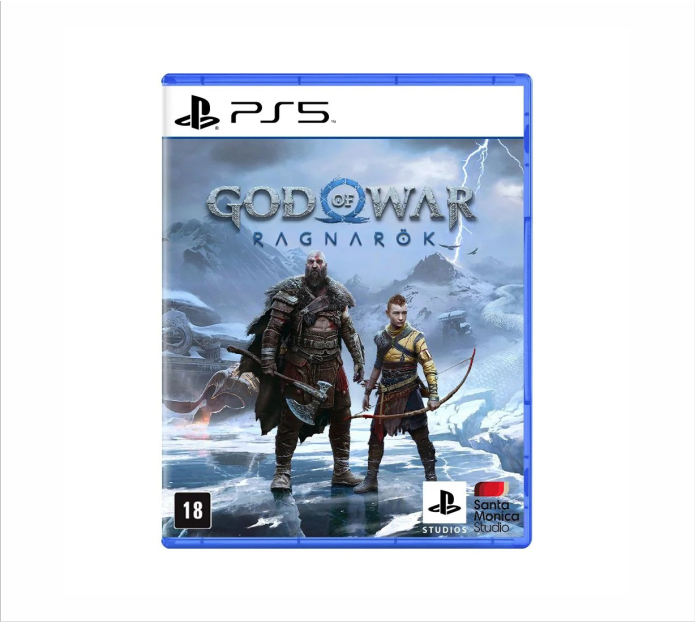 PS5
GOD OF WAR
RAGNARÖK
18
STUDIOS
Santa
Monica
Studio